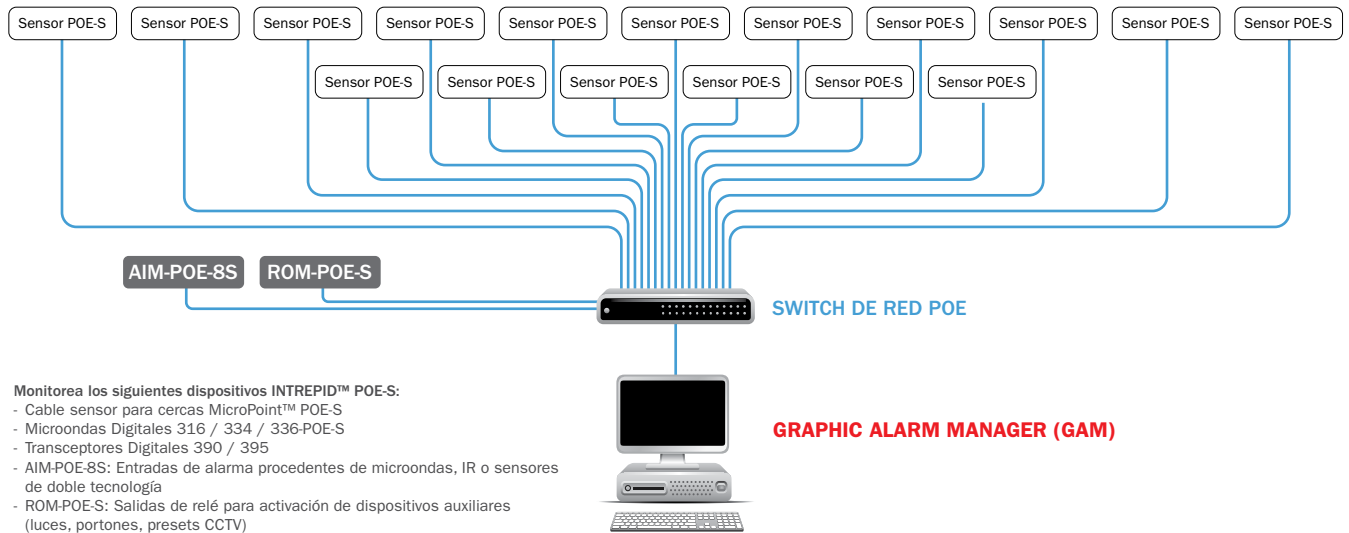 Sensor POE-S Sensor POE-S Sensor POE-S Sensor POE-S Sensor POE-S Sensor POE-S Sensor POE-S Sensor POE-S Sensor POE-S Sensor POE-S Sensor POE-S
Sensor POE-S Sensor POE-S Sensor POE-S Sensor POE-S Sensor POE-S Sensor POE-S
AIM-POE-8S ROM-POE-S
SWITCH DE RED POE
Monitorea los siguientes dispositivos INTREPID™ POE-S:
- Cable sensor para cercas MicroPoint™ POE-S
- Microondas Digitales 316 / 334 / 336-POE-S
- Transceptores Digitales 390 / 395
- AIM-POE-8S: Entradas de alarma procedentes de microondas, IR o sensores
de doble tecnología
- ROM-POE-S: Salidas de relé para activación de dispositivos auxiliares
(luces, portones, presets CCTV)
GRAPHIC ALARM MANAGER (GAM)